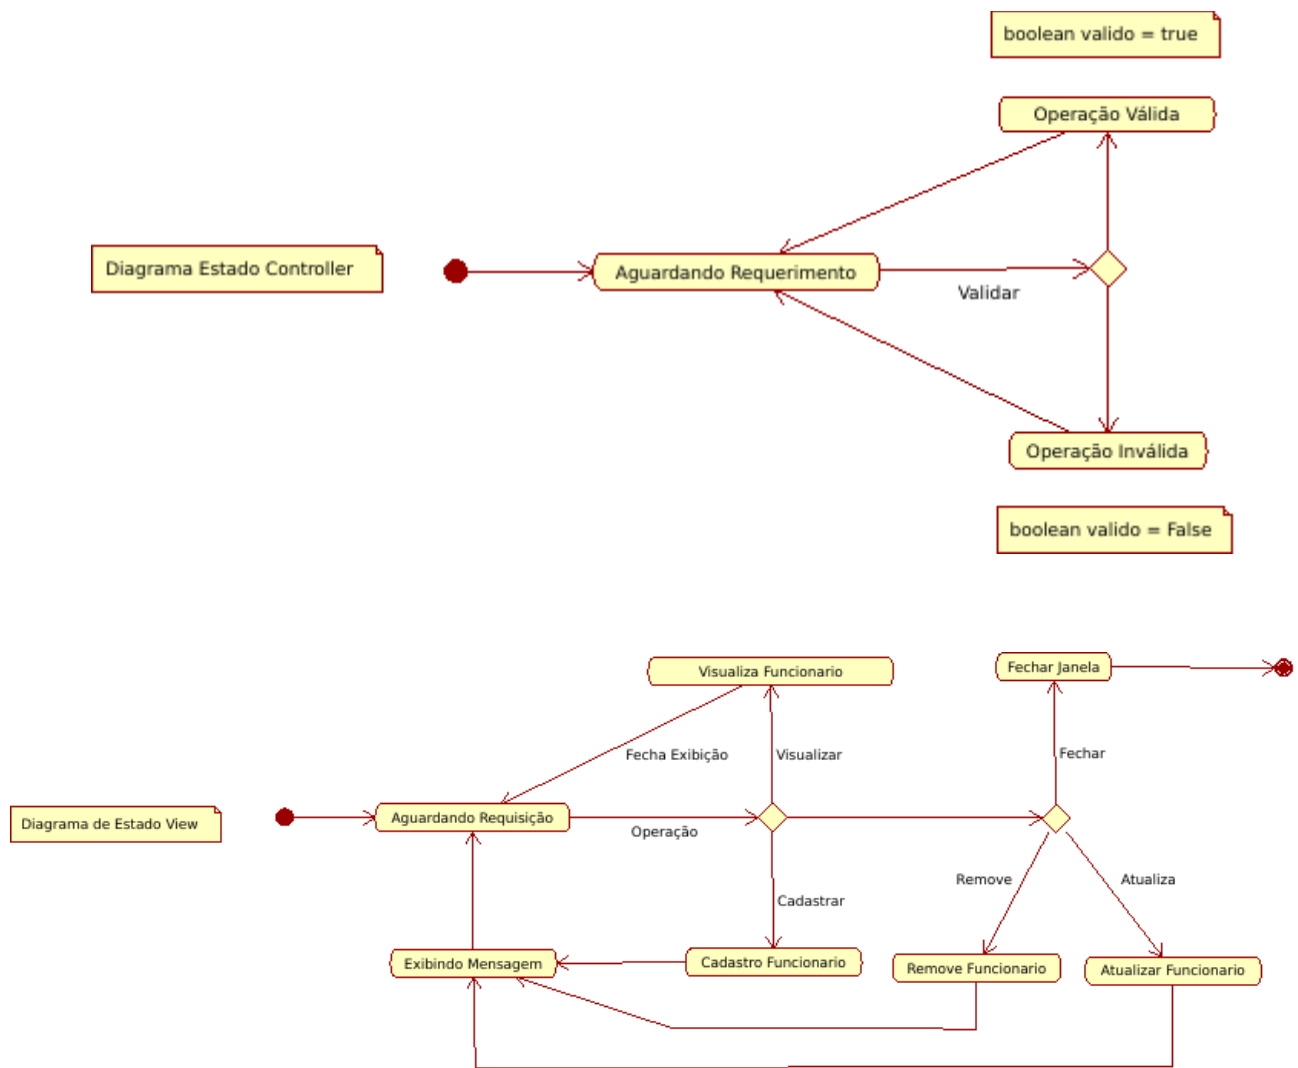 boolean valido = true
Operação Válida
Diagrama Estado Controller
Aguardando Requerimento
Validar
Operação Inválida
boolean valido = False
Visualiza Funcionario
Fechar Janela
Fecha Exibição
Visualizar
Fechar
Diagrama de Estado View
Aguardando Requisição
Operação
Remove
Atualiza
Cadastrar
Exibindo Mensagem
Cadastro Funcionario
Remove Funcionario
Atualizar Funcionario